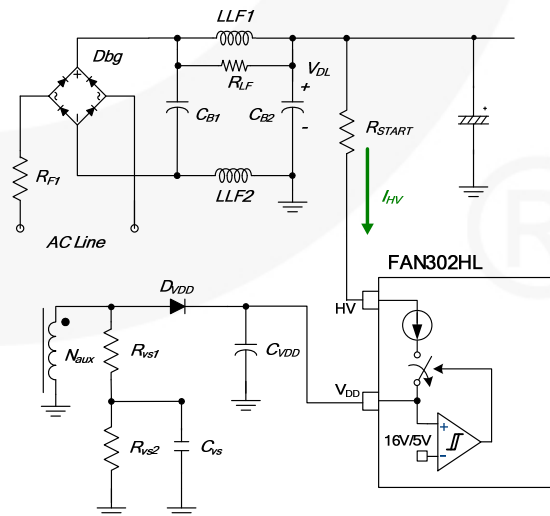 LLF1
Dbg
+
~
~
-
RLF
VDL
+
-
CB1
CB2
RSTART
+
RF1
LLF2
IHV
AC Line
FAN302HL
DVDD
HV
Naux
Rvs1
CVDD
VDD
+
16V/5V
-
Rvs2
Cvs
®